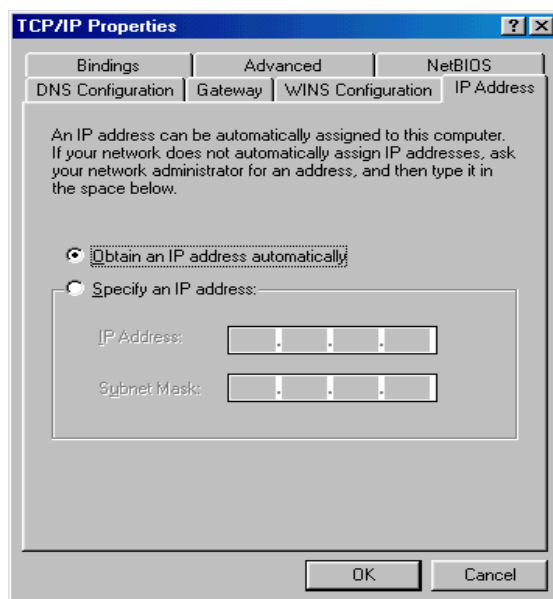 TCP/IP Properties
Bindings Advanced NetBIOS
DNS Configuration Gateway WINS Configuration IP Address
An IP address can be automatically assigned to this computer.
If your network does not automatically assign IP addresses, ask
your network administrator for an address, and then type it in
the space below.
Obtain an IP address automatically
Specify an IP address:
IP Address:
. . .
Subnet Mask:
. . .
OK Cancel